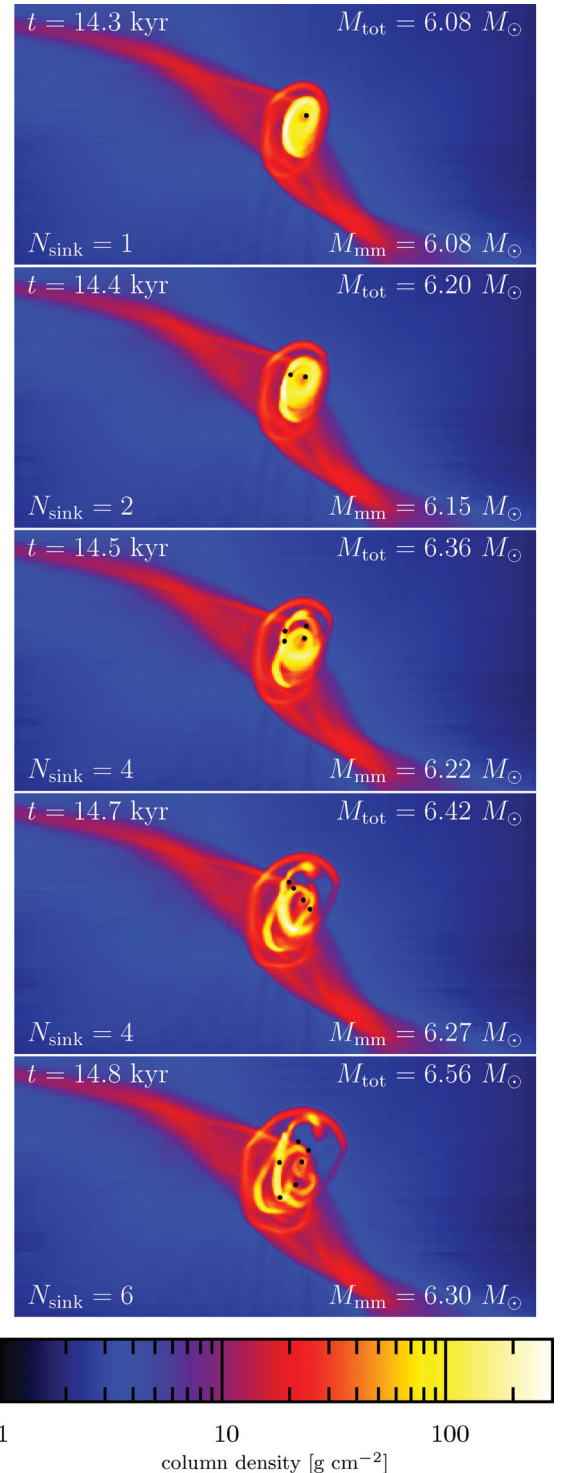 t = 14.3 kyr M_tot = 6.08 M_⊙
N_sink = 1 M_mm = 6.08 M_⊙
t = 14.4 kyr M_tot = 6.20 M_⊙
N_sink = 2 M_mm = 6.15 M_⊙
t = 14.5 kyr M_tot = 6.36 M_⊙
N_sink = 4 M_mm = 6.22 M_⊙
t = 14.7 kyr M_tot = 6.42 M_⊙
N_sink = 4 M_mm = 6.27 M_⊙
t = 14.8 kyr M_tot = 6.56 M_⊙
N_sink = 6 M_mm = 6.30 M_⊙
1 10 100
column density [g cm⁻²]